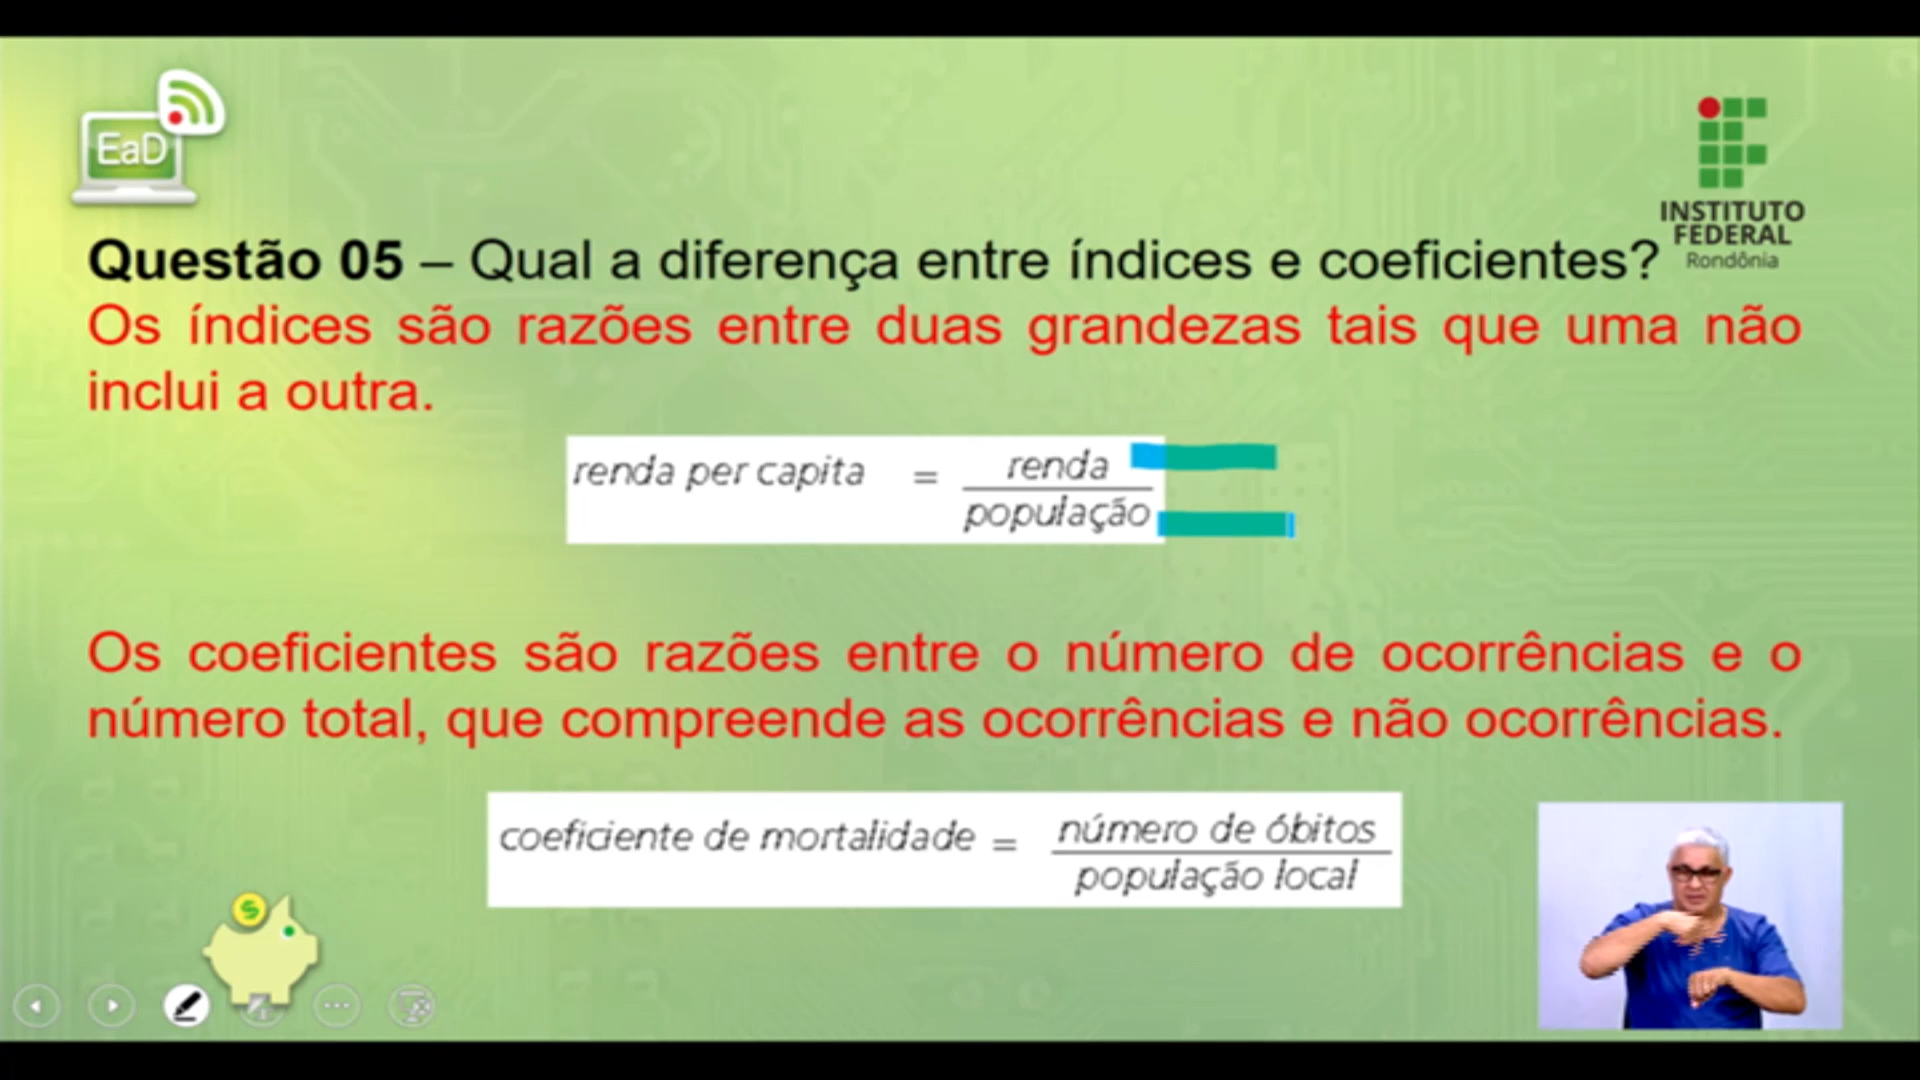 EaD
INSTITUTO
FEDERAL
Rondônia
Questão 05 – Qual a diferença entre índices e coeficientes?
Os índices são razões entre duas grandezas tais que uma não
inclui a outra.
renda per capita = renda
população
Os coeficientes são razões entre o número de ocorrências e o
número total, que compreende as ocorrências e não ocorrências.
coeficiente de mortalidade = número de óbitos
população local
$